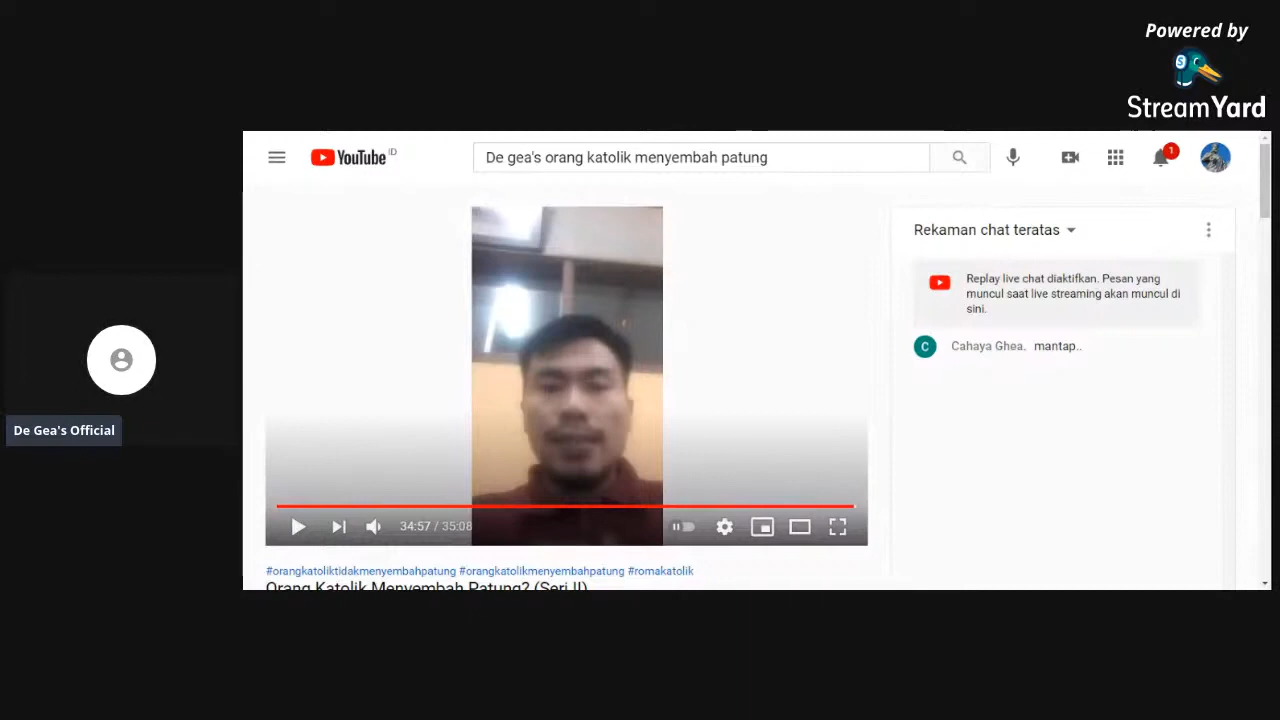 Powered by
StreamYard
YouTube ID
De gea's orang katolik menyembah patung
1
Rekaman chat teratas
Replay live chat diaktifkan. Pesan yang
muncul saat live streaming akan muncul di
sini.
C
Cahaya Ghea. mantap..
De Gea's Official
34:57 / 35:08
#orangkatoliktidakmenyembahpatung #orangkatolikmenyembahpatung #romakatolik
Orang Katolik Menyembah Patung? (Seri II)